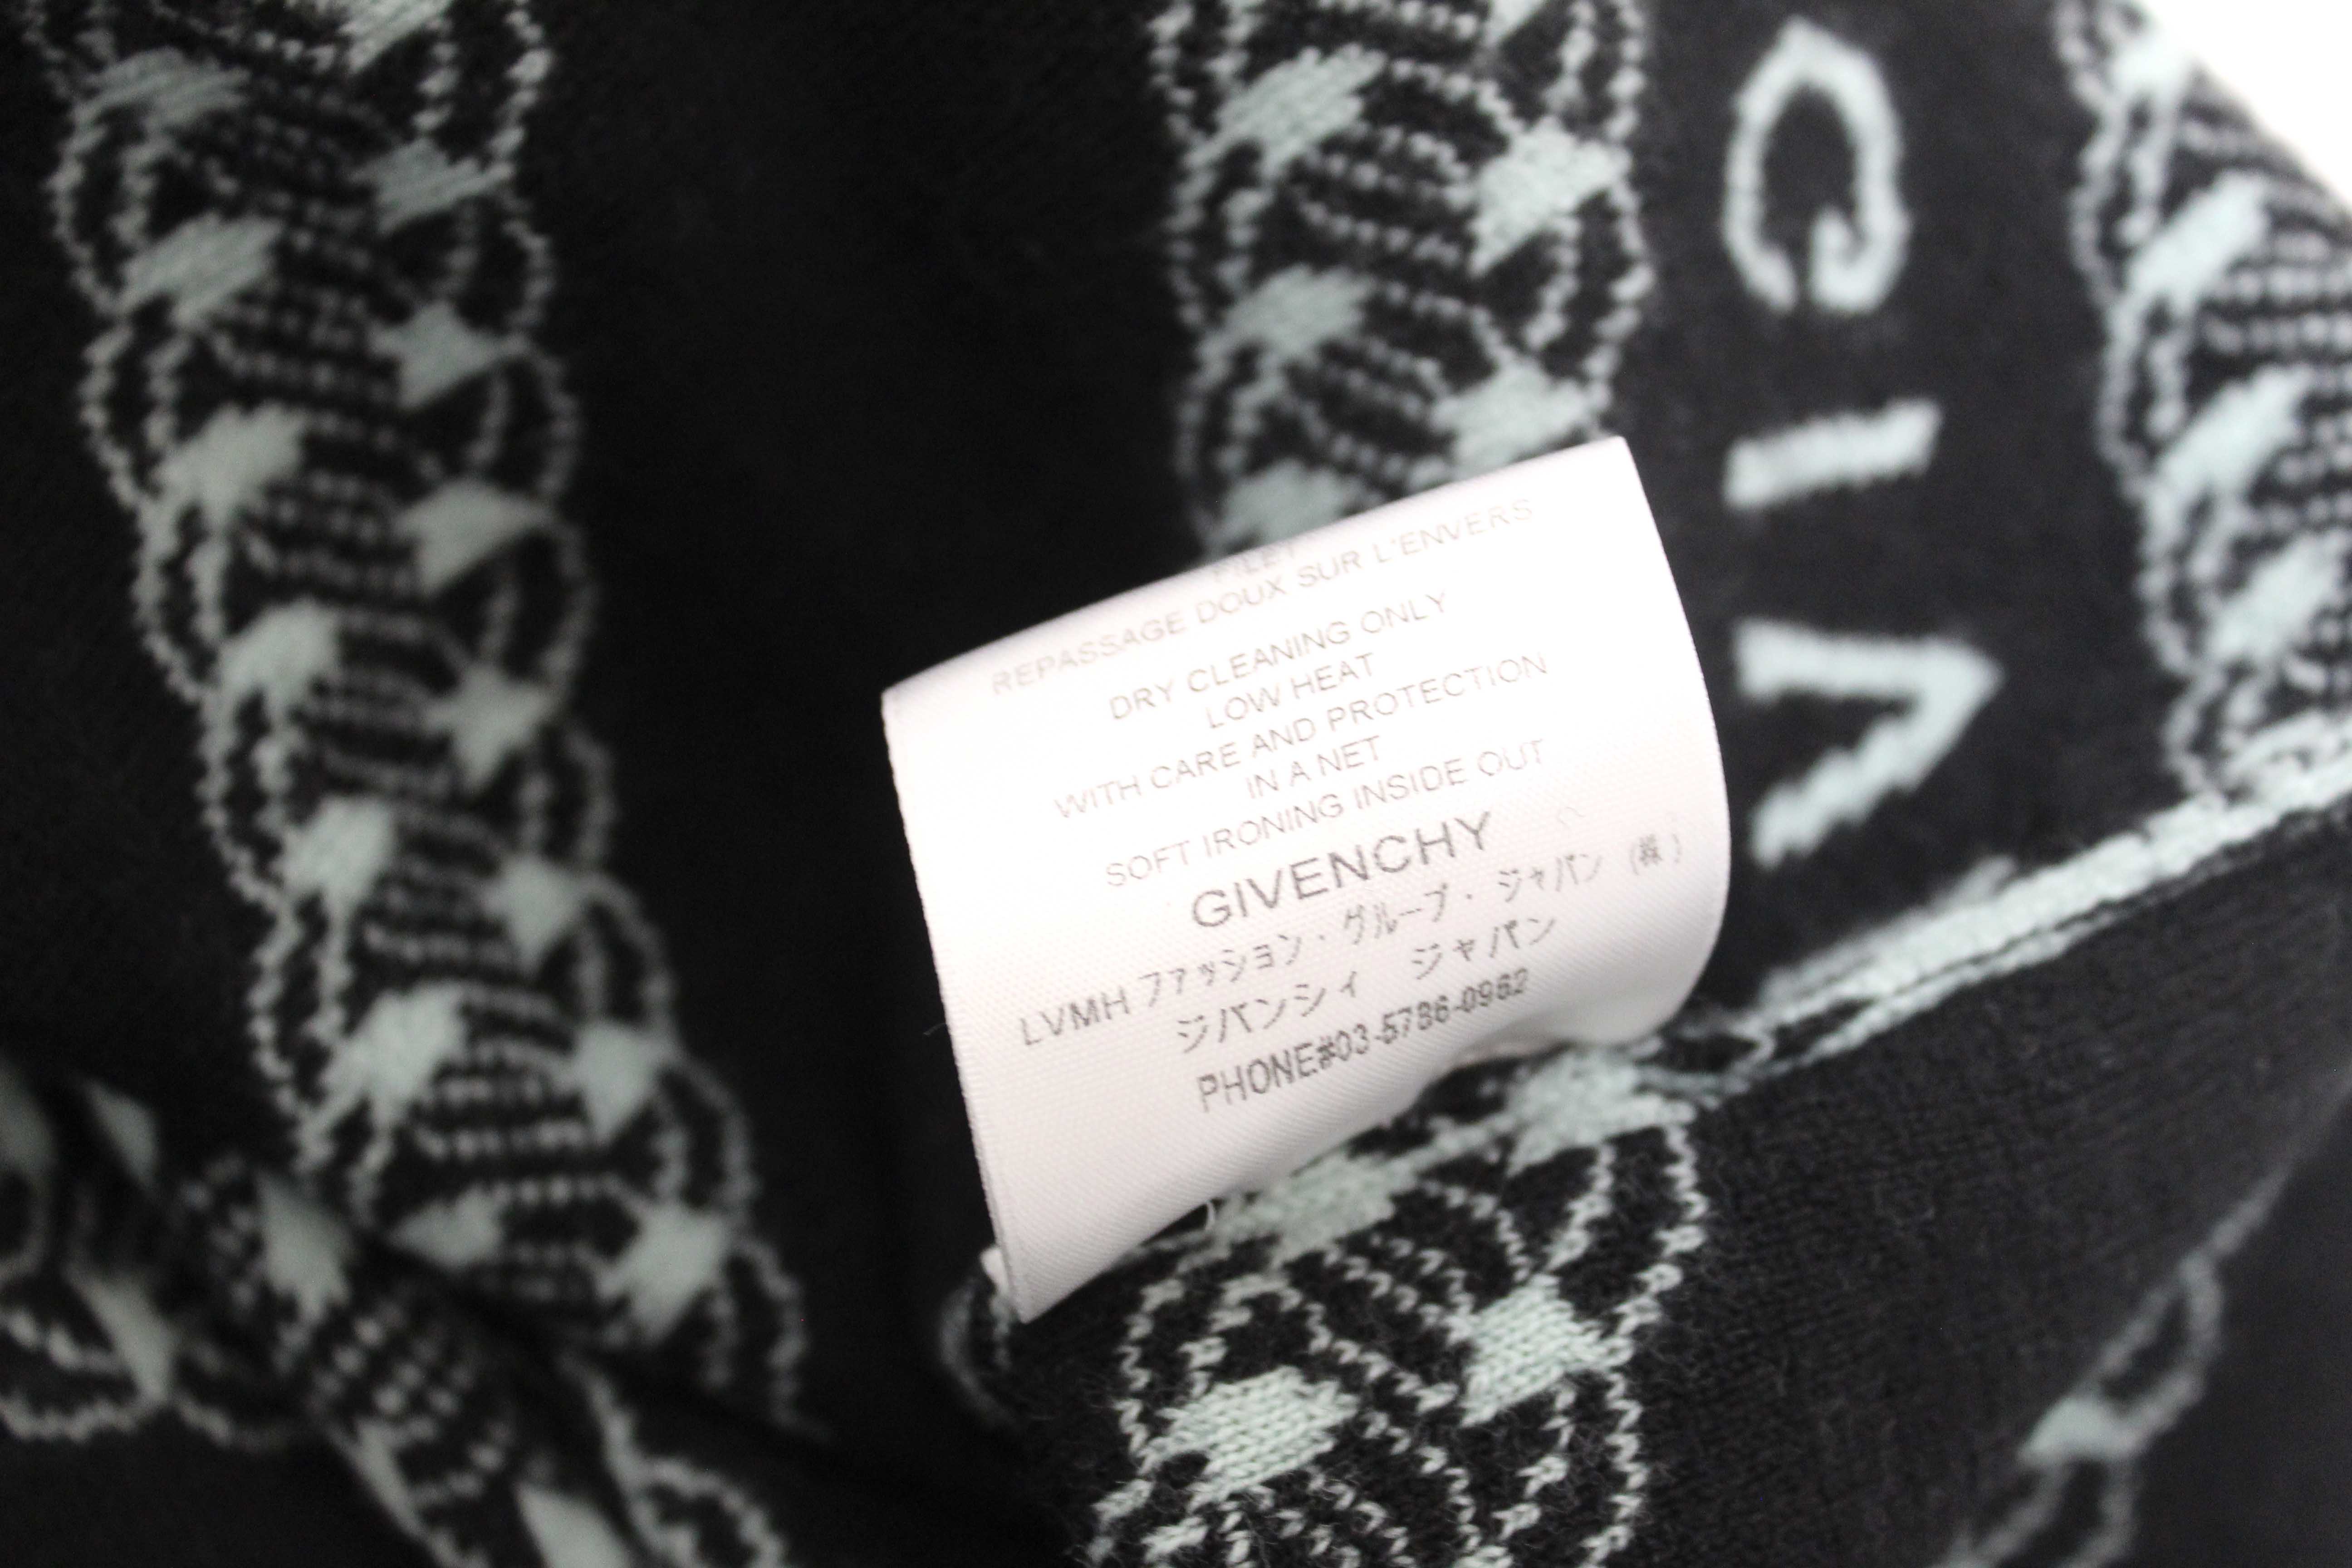 REPASSAGE DOUX SUR L'ENVERS
DRY CLEANING ONLY
LOW HEAT
WITH CARE AND PROTECTION
IN A NET
SOFT IRONING INSIDE OUT
GIVENCHY
LVMH ファッション・グループ・ジャパン (株)
ジバンシィ ジャパン
PHONE#03-5786-0962
GIV